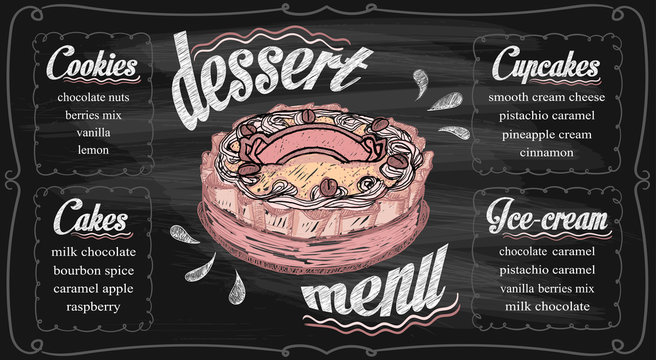 dessert
menu
Cookies
chocolate nuts
berries mix
vanilla
lemon
Cakes
milk chocolate
bourbon spice
caramel apple
raspberry
Cupcakes
smooth cream cheese
pistachio caramel
pineapple cream
cinnamon
Ice-cream
chocolate caramel
pistachio caramel
vanilla berries mix
milk chocolate